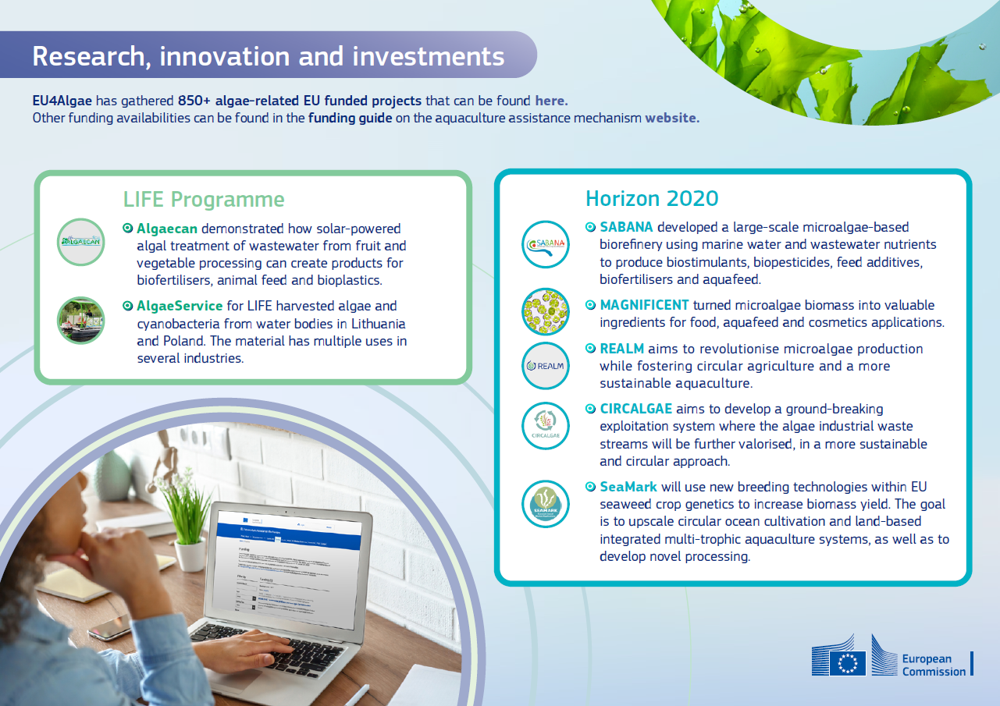 Research, innovation and investments
EU4Algae has gathered 850+ algae-related EU funded projects that can be found here.
Other funding availabilities can be found in the funding guide on the aquaculture assistance mechanism website.
LIFE Programme
ALGAECAN
Algaecan demonstrated how solar-powered
algal treatment of wastewater from fruit and
vegetable processing can create products for
biofertilisers, animal feed and bioplastics.
AlgaeService for LIFE harvested algae and
cyanobacteria from water bodies in Lithuania
and Poland. The material has multiple uses in
several industries.
Horizon 2020
SABANA
SABANA developed a large-scale microalgae-based
biorefinery using marine water and wastewater nutrients
to produce biostimulants, biopesticides, feed additives,
biofertilisers and aquafeed.
MAGNIFICENT turned microalgae biomass into valuable
ingredients for food, aquafeed and cosmetics applications.
REALM
REALM aims to revolutionise microalgae production
while fostering circular agriculture and a more
sustainable aquaculture.
CIRCALGAE
CIRCALGAE aims to develop a ground-breaking
exploitation system where the algae industrial waste
streams will be further valorised, in a more sustainable
and circular approach.
SEAMARK
SeaMark will use new breeding technologies within EU
seaweed crop genetics to increase biomass yield. The goal
is to upscale circular ocean cultivation and land-based
integrated multi-trophic aquaculture systems, as well as to
develop novel processing.
Funding
European
Commission